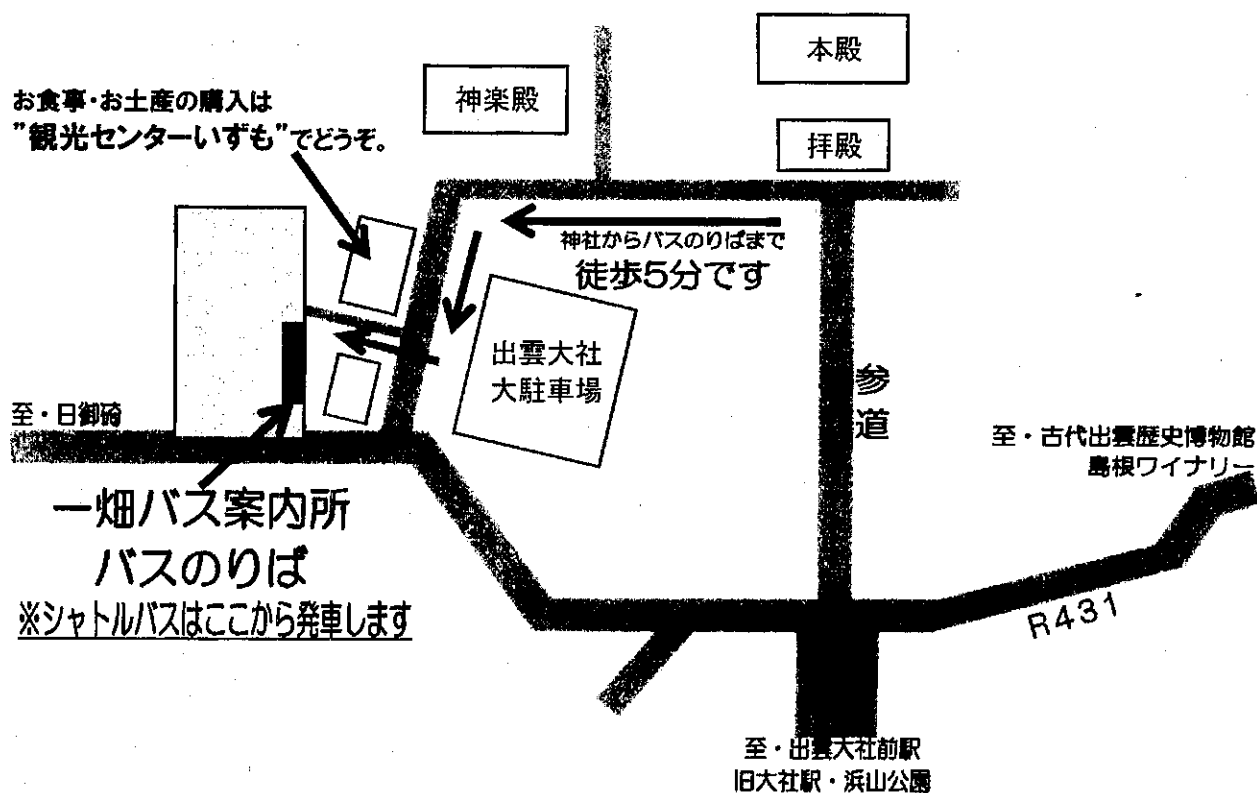 本殿
神楽殿
お食事・お土産の購入は
”観光センターいずも”でどうぞ。
拝殿
神社からバスのりばまで
徒歩5分です
出雲大社
大駐車場
参道
至・日御碕
至・古代出雲歴史博物館
島根ワイナリー
一畑バス案内所
バスのりば
※シャトルバスはここから発車します
R431
至・出雲大社前駅
旧大社駅・浜山公園